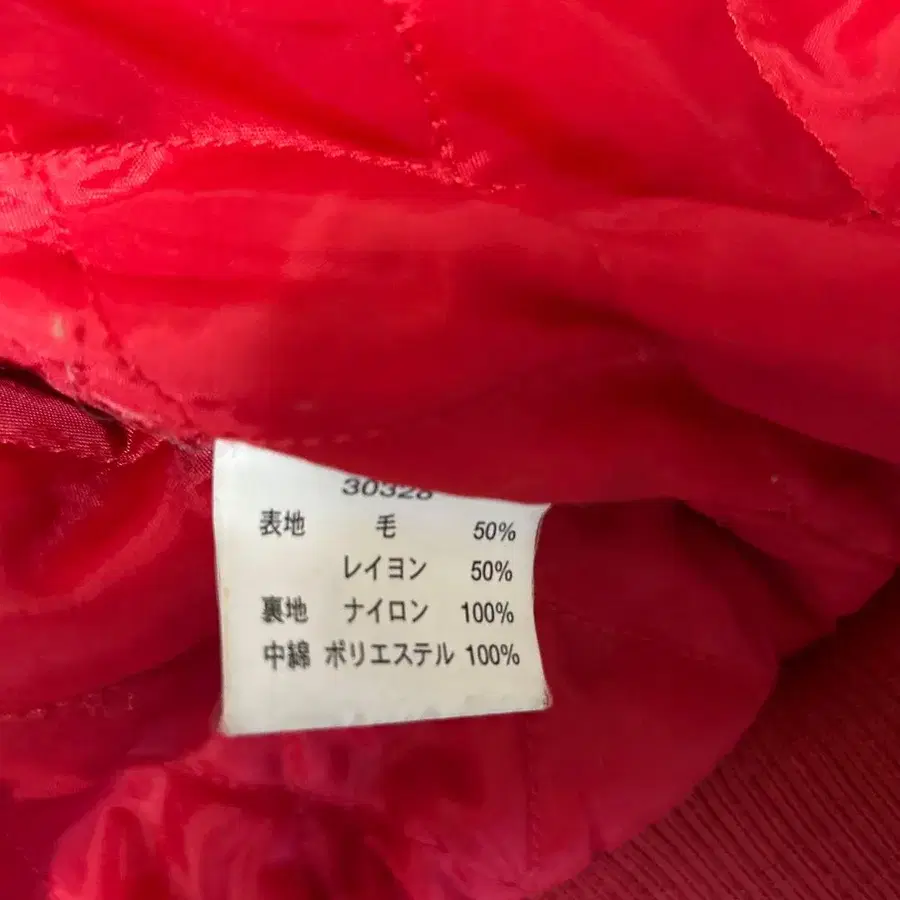 30328
表地 毛 50%
レイヨン 50%
裏地 ナイロン 100%
中綿 ポリエステル 100%